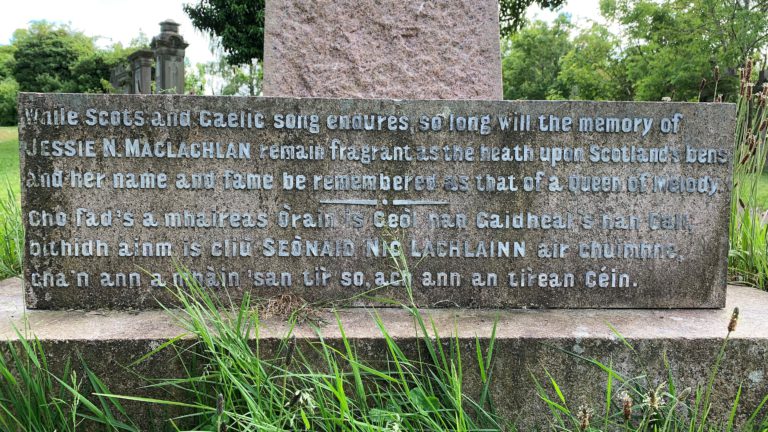 While Scots and Gaelic song endures, so long will the memory of
JESSIE N. MACLACHLAN remain fragrant as the heath upon Scotland's bens
and her name and fame be remembered as that of a Queen of Melody.
Cho fad's a mhaireas Òrain is Ceòl nan Gaidheal 's nan Gall,
bithidh ainm is cliu SEÒNAID NIC LACHLAINN air chuimhne,
cha'n ann a mhàin 'san tìr so, ach ann an tìrean Céin.